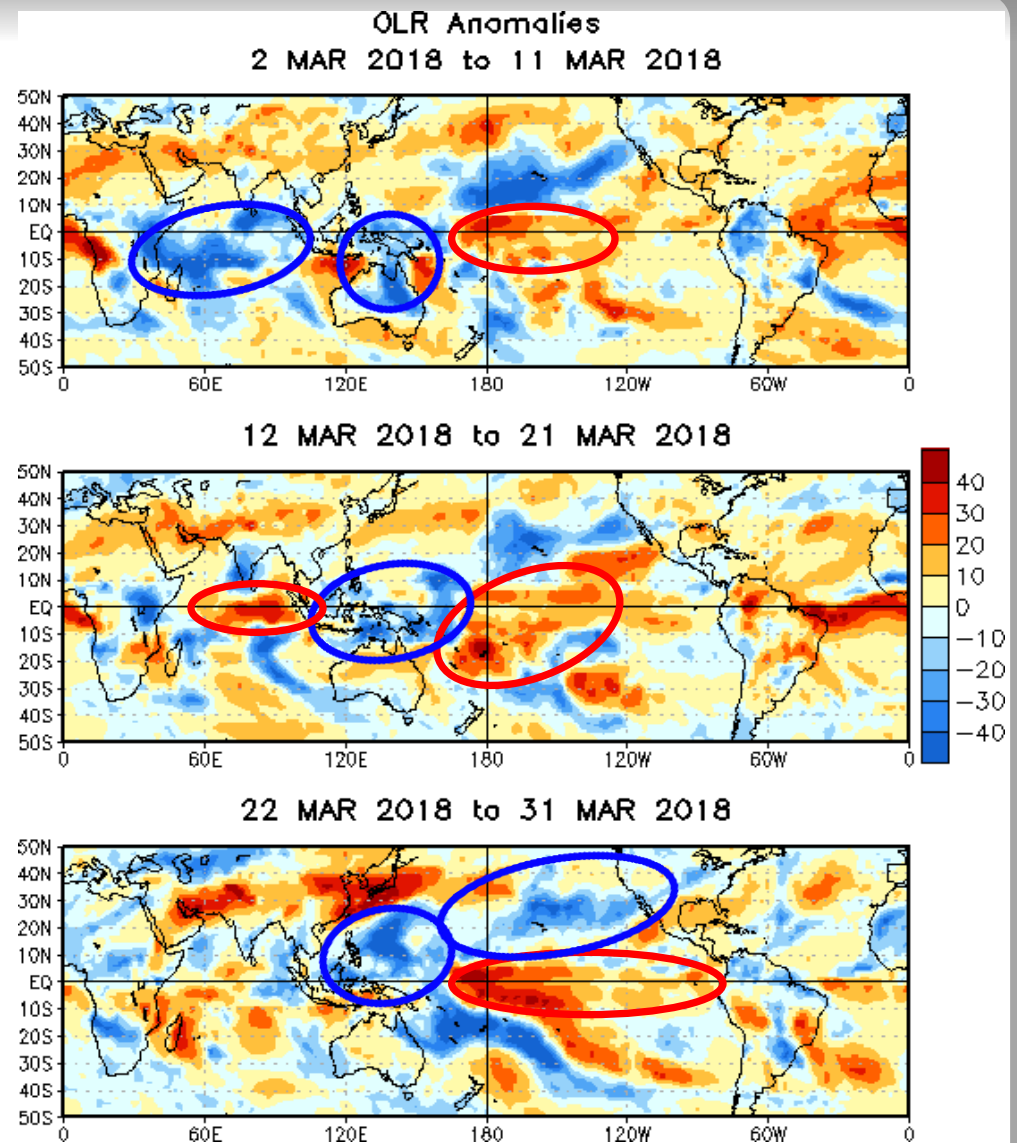 OLR Anomalies
2 MAR 2018 to 11 MAR 2018
50N
40N
30N
20N
10N
EQ
10S
20S
30S
40S
50S
0 60E 120E 180 120W 60W 0
12 MAR 2018 to 21 MAR 2018
50N
40N
30N
20N
10N
EQ
10S
20S
30S
40S
50S
0 60E 120E 180 120W 60W 0
40
30
20
10
0
-10
-20
-30
-40
22 MAR 2018 to 31 MAR 2018
50N
40N
30N
20N
10N
EQ
10S
20S
30S
40S
50S
0 60E 120E 180 120W 60W 0